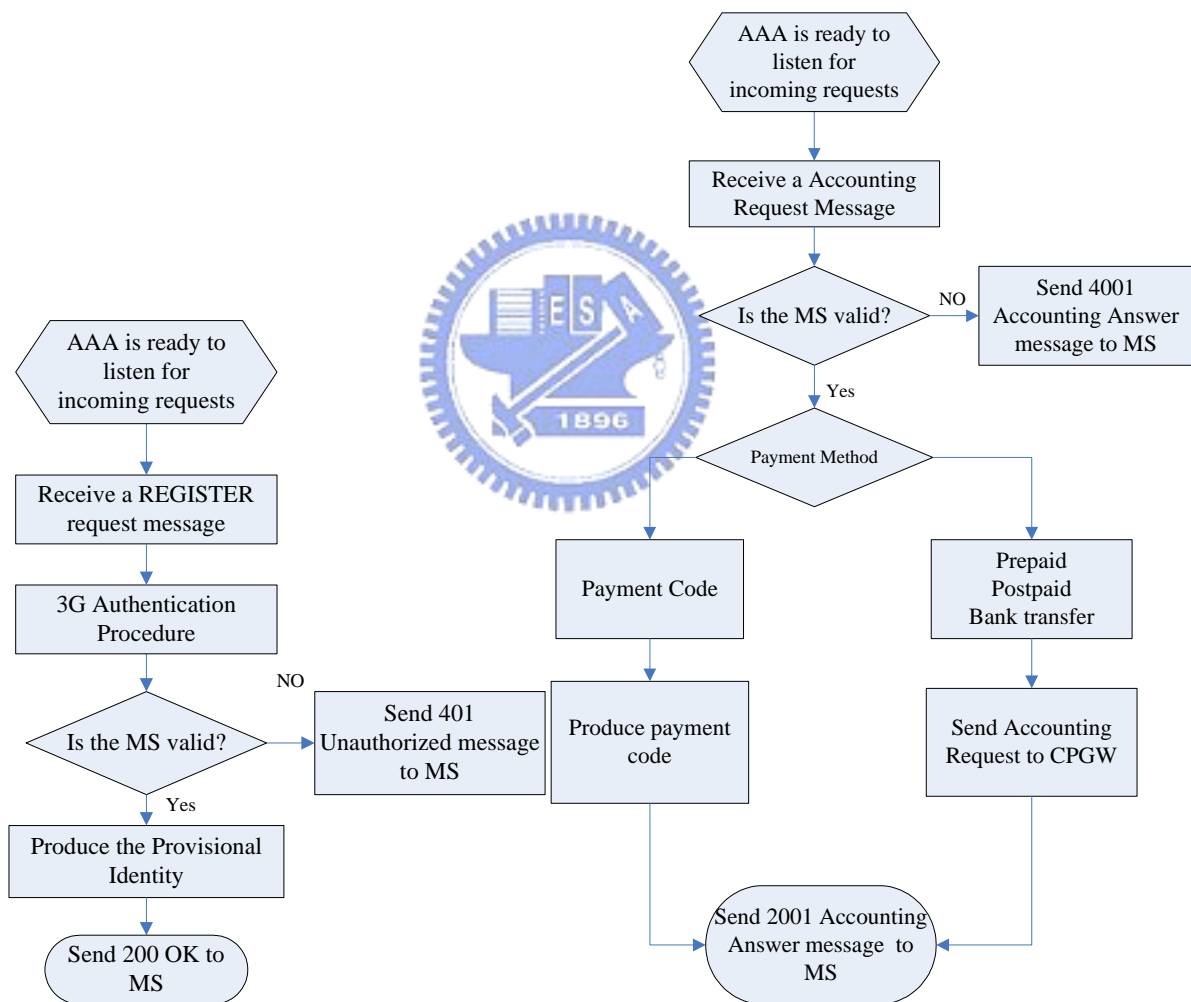 AAA is ready to
listen for
incoming requests
Receive a REGISTER
request message
3G Authentication
Procedure
Is the MS valid?
NO
Send 401
Unauthorized message
to MS
Yes
Produce the Provisional
Identity
Send 200 OK to
MS
AAA is ready to
listen for
incoming requests
Receive a Accounting
Request Message
Is the MS valid?
NO
Send 4001
Accounting Answer
message to MS
Yes
Payment Method
Payment Code
Produce payment
code
Prepaid
Postpaid
Bank transfer
Send Accounting
Request to CPGW
Send 2001 Accounting
Answer message to
MS
E S A
1896